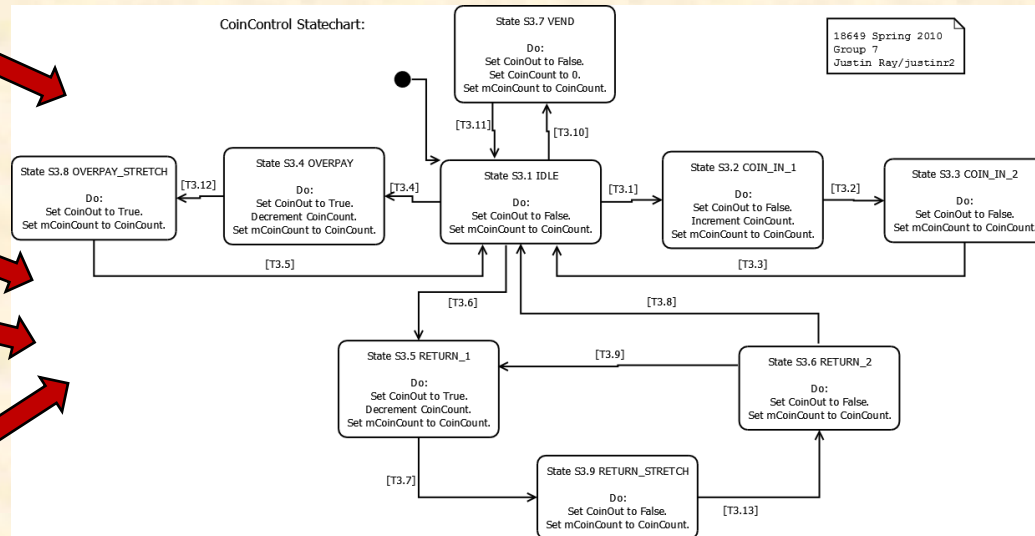 CoinControl Statechart:
18649 Spring 2010
Group 7
Justin Ray/justinr2
State S3.7 VEND
Do:
Set CoinOut to False.
Set CoinCount to 0.
Set mCoinCount to CoinCount.
[T3.11]
[T3.10]
State S3.8 OVERPAY_STRETCH
Do:
Set CoinOut to True.
Set mCoinCount to CoinCount.
[T3.12]
State S3.4 OVERPAY
Do:
Set CoinOut to True.
Decrement CoinCount.
Set mCoinCount to CoinCount.
[T3.4]
State S3.1 IDLE
Do:
Set CoinOut to False.
Set mCoinCount to CoinCount.
[T3.1]
State S3.2 COIN_IN_1
Do:
Set CoinOut to False.
Increment CoinCount.
Set mCoinCount to CoinCount.
[T3.2]
State S3.3 COIN_IN_2
Do:
Set CoinOut to False.
Set mCoinCount to CoinCount.
[T3.5]
[T3.3]
[T3.6]
[T3.8]
State S3.5 RETURN_1
Do:
Set CoinOut to True.
Decrement CoinCount.
Set mCoinCount to CoinCount.
[T3.9]
State S3.6 RETURN_2
Do:
Set CoinOut to False.
Set mCoinCount to CoinCount.
[T3.7]
State S3.9 RETURN_STRETCH
Do:
Set CoinOut to False.
Set mCoinCount to CoinCount.
[T3.13]